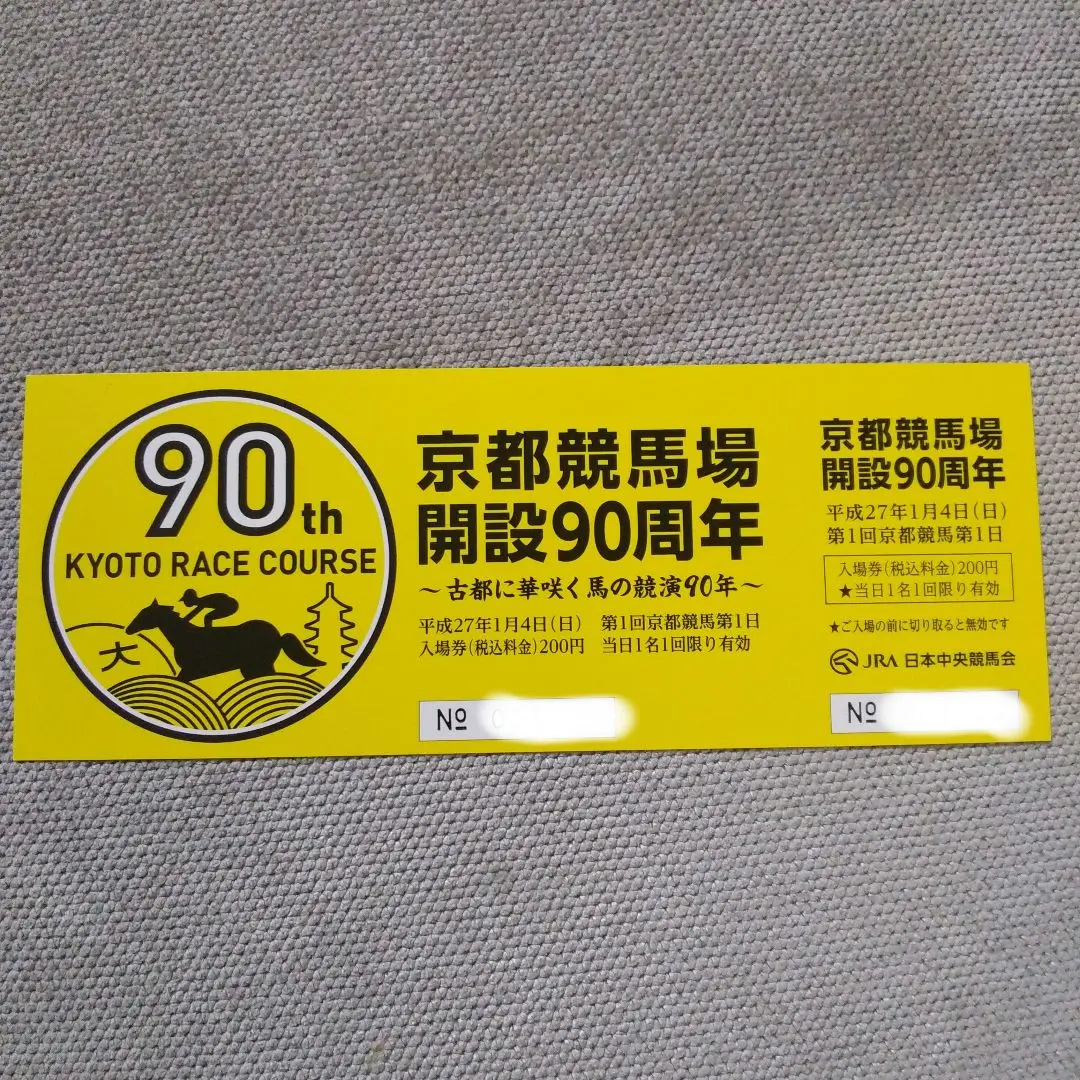 90th
KYOTO RACE COURSE
大
京都競馬場
開設90周年
～古都に華咲く馬の競演90年～
平成27年1月4日(日) 第1回京都競馬第1日
入場券(税込料金)200円 当日1名1回限り有効
№
京都競馬場
開設90周年
平成27年1月4日(日)
第1回京都競馬第1日
入場券(税込料金)200円
★当日1名1回限り有効
★ご入場の前に切り取ると無効です
JRA 日本中央競馬会
№